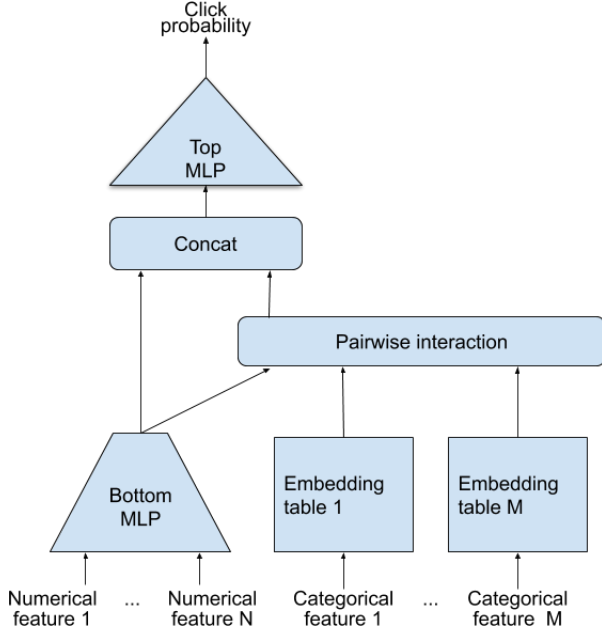 Click
probability
Top
MLP
Concat
Pairwise interaction
Bottom
MLP
Embedding
table 1
Embedding
table M
Numerical
feature 1
...
Numerical
feature N
Categorical
feature 1
...
Categorical
feature M